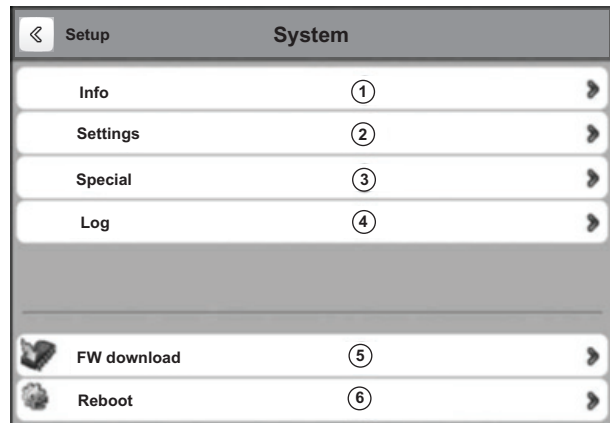 Setup System
Info ①
Settings ②
Special ③
Log ④
FW download ⑤
Reboot ⑥